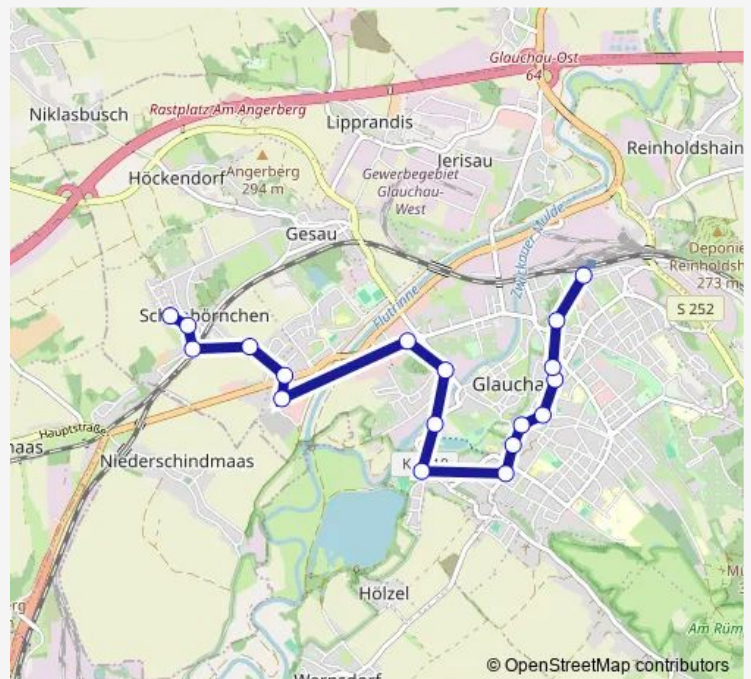 Glauchau-Ost
64
Niklasbusch
Rastplatz Am Angerberg
Lipprandis
Reinholdshain
Jerisau
Höckendorf
Angerberg
294 m
Gewerbegebiet
Glauchau-
West
Gesau
Zwickauer Mulde
Deponie
Reinholdsh
273 m
Flutrinne
S 252
Glaucha
Hauptstraße
Niederschindmaas
Hölzel
Am Rüm
© OpenStreetMap contributors